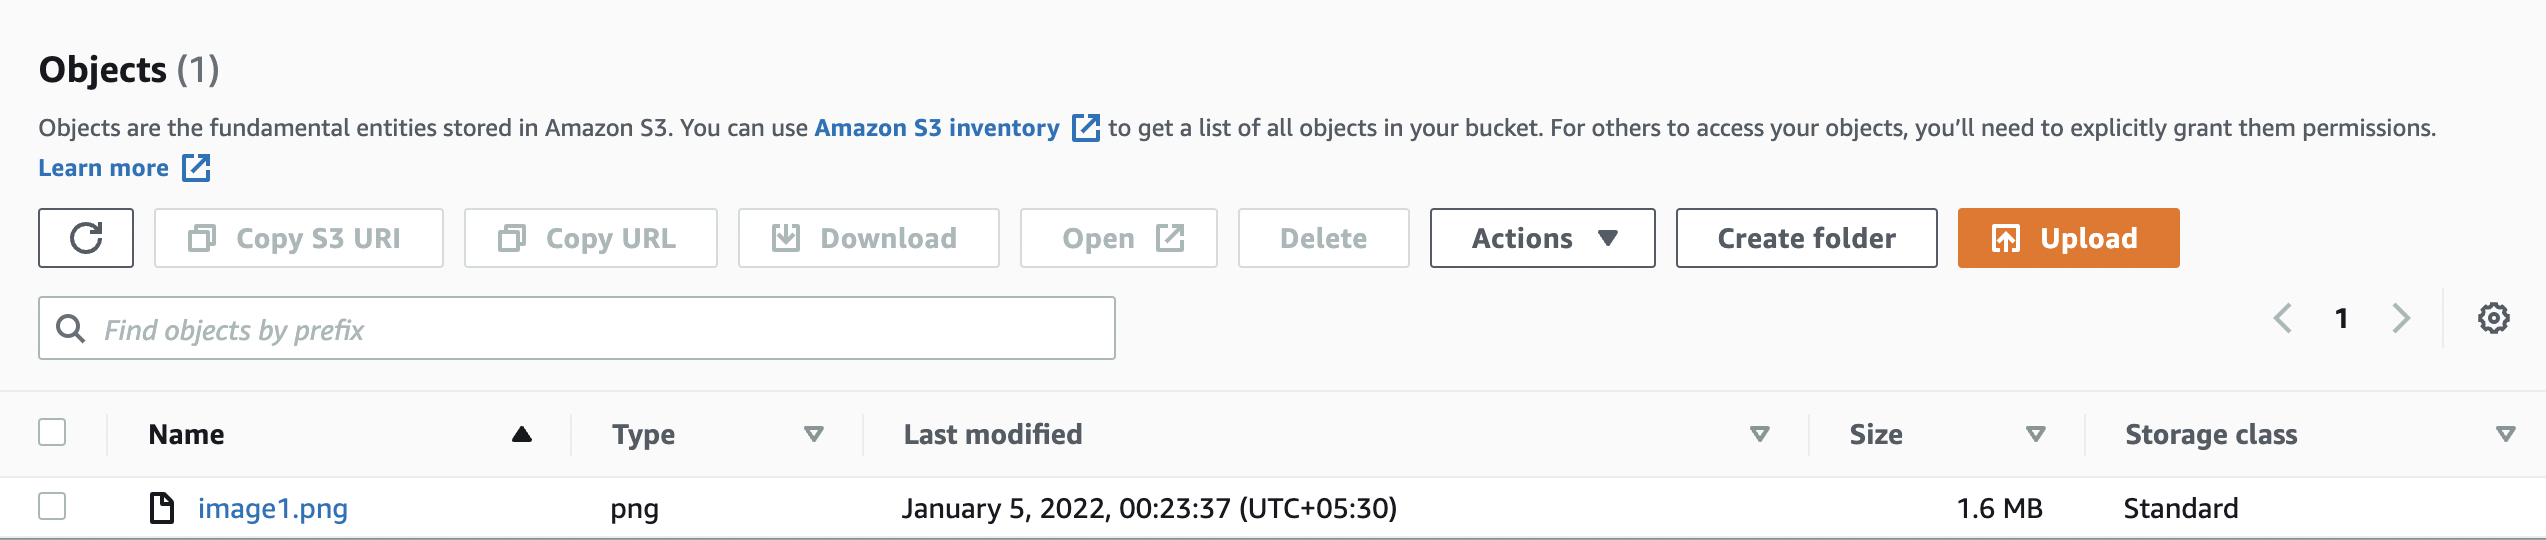 Objects (1)
Objects are the fundamental entities stored in Amazon S3. You can use Amazon S3 inventory to get a list of all objects in your bucket. For others to access your objects, you’ll need to explicitly grant them permissions.
Learn more
Copy S3 URI Copy URL Download Open Delete Actions Create folder Upload
Find objects by prefix 1
Name Type Last modified Size Storage class
image1.png png January 5, 2022, 00:23:37 (UTC+05:30) 1.6 MB Standard